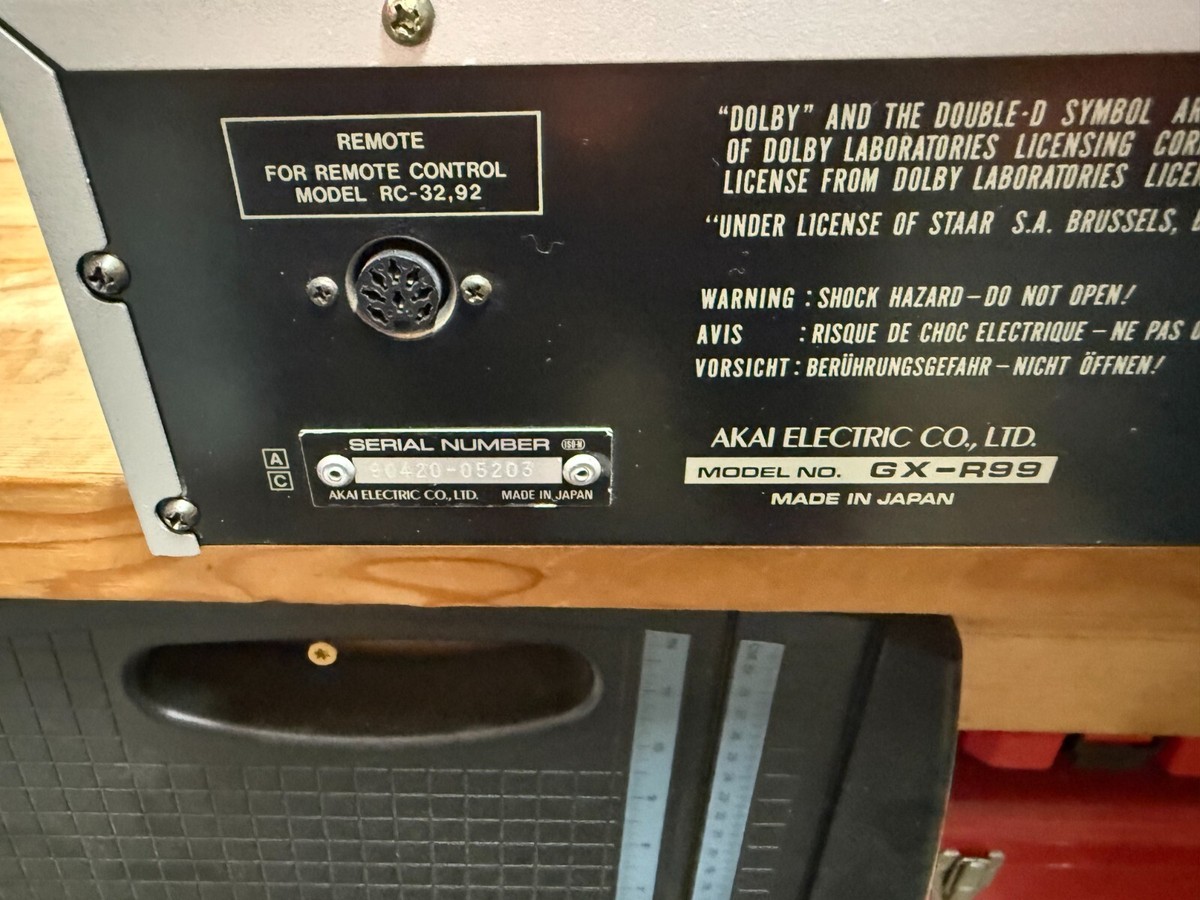 REMOTE
FOR REMOTE CONTROL
MODEL RC-32,92
"DOLBY" AND THE DOUBLE-D SYMBOL
OF DOLBY LABORATORIES LICENSING
LICENSE FROM DOLBY LABORATORIES
"UNDER LICENSE OF STAAR S.A. BRUSSELS,
WARNING : SHOCK HAZARD – DO NOT OPEN!
AVIS : RISQUE DE CHOC ELECTRIQUE – NE PAS
VORSICHT : BERÜHRUNGSGEFAHR – NICHT ÖFFNEN!
A
C
SERIAL NUMBER
AKAI ELECTRIC CO., LTD. MADE IN JAPAN
AKAI ELECTRIC CO., LTD.
MODEL NO. GX-R99
MADE IN JAPAN